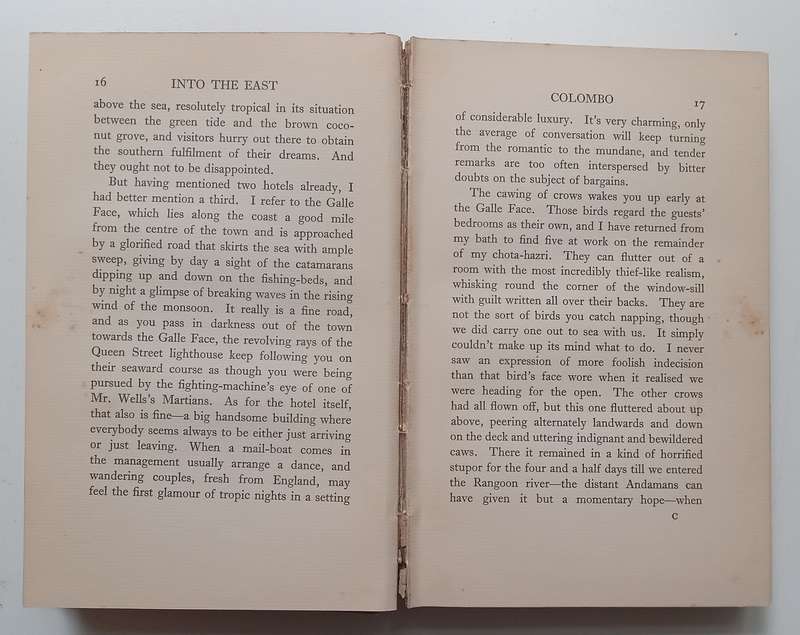 16 INTO THE EAST
above the sea, resolutely tropical in its situation
between the green tide and the brown coco-
nut grove, and visitors hurry out there to obtain
the southern fulfilment of their dreams. And
they ought not to be disappointed.
But having mentioned two hotels already, I
had better mention a third. I refer to the Galle
Face, which lies along the coast a good mile
from the centre of the town and is approached
by a glorified road that skirts the sea with ample
sweep, giving by day a sight of the catamarans
dipping up and down on the fishing-beds, and
by night a glimpse of breaking waves in the rising
wind of the monsoon. It really is a fine road,
and as you pass in darkness out of the town
towards the Galle Face, the revolving rays of the
Queen Street lighthouse keep following you on
their seaward course as though you were being
pursued by the fighting-machine's eye of one of
Mr. Wells's Martians. As for the hotel itself,
that also is fine—a big handsome building where
everybody seems always to be either just arriving
or just leaving. When a mail-boat comes in
the management usually arrange a dance, and
wandering couples, fresh from England, may
feel the first glamour of tropic nights in a setting
COLOMBO 17
of considerable luxury. It's very charming, only
the average of conversation will keep turning
from the romantic to the mundane, and tender
remarks are too often interspersed by bitter
doubts on the subject of bargains.
The cawing of crows wakes you up early at
the Galle Face. Those birds regard the guests'
bedrooms as their own, and I have returned from
my bath to find five at work on the remainder
of my chota-hazri. They can flutter out of a
room with the most incredibly thief-like realism,
whisking round the corner of the window-sill
with guilt written all over their backs. They are
not the sort of birds you catch napping, though
we did carry one out to sea with us. It simply
couldn't make up its mind what to do. I never
saw an expression of more foolish indecision
than that bird's face wore when it realised we
were heading for the open. The other crows
had all flown off, but this one fluttered about up
above, peering alternately landwards and down
on the deck and uttering indignant and bewildered
caws. There it remained in a kind of horrified
stupor for the four and a half days till we entered
the Rangoon river—the distant Andamans can
have given it but a momentary hope—when
C